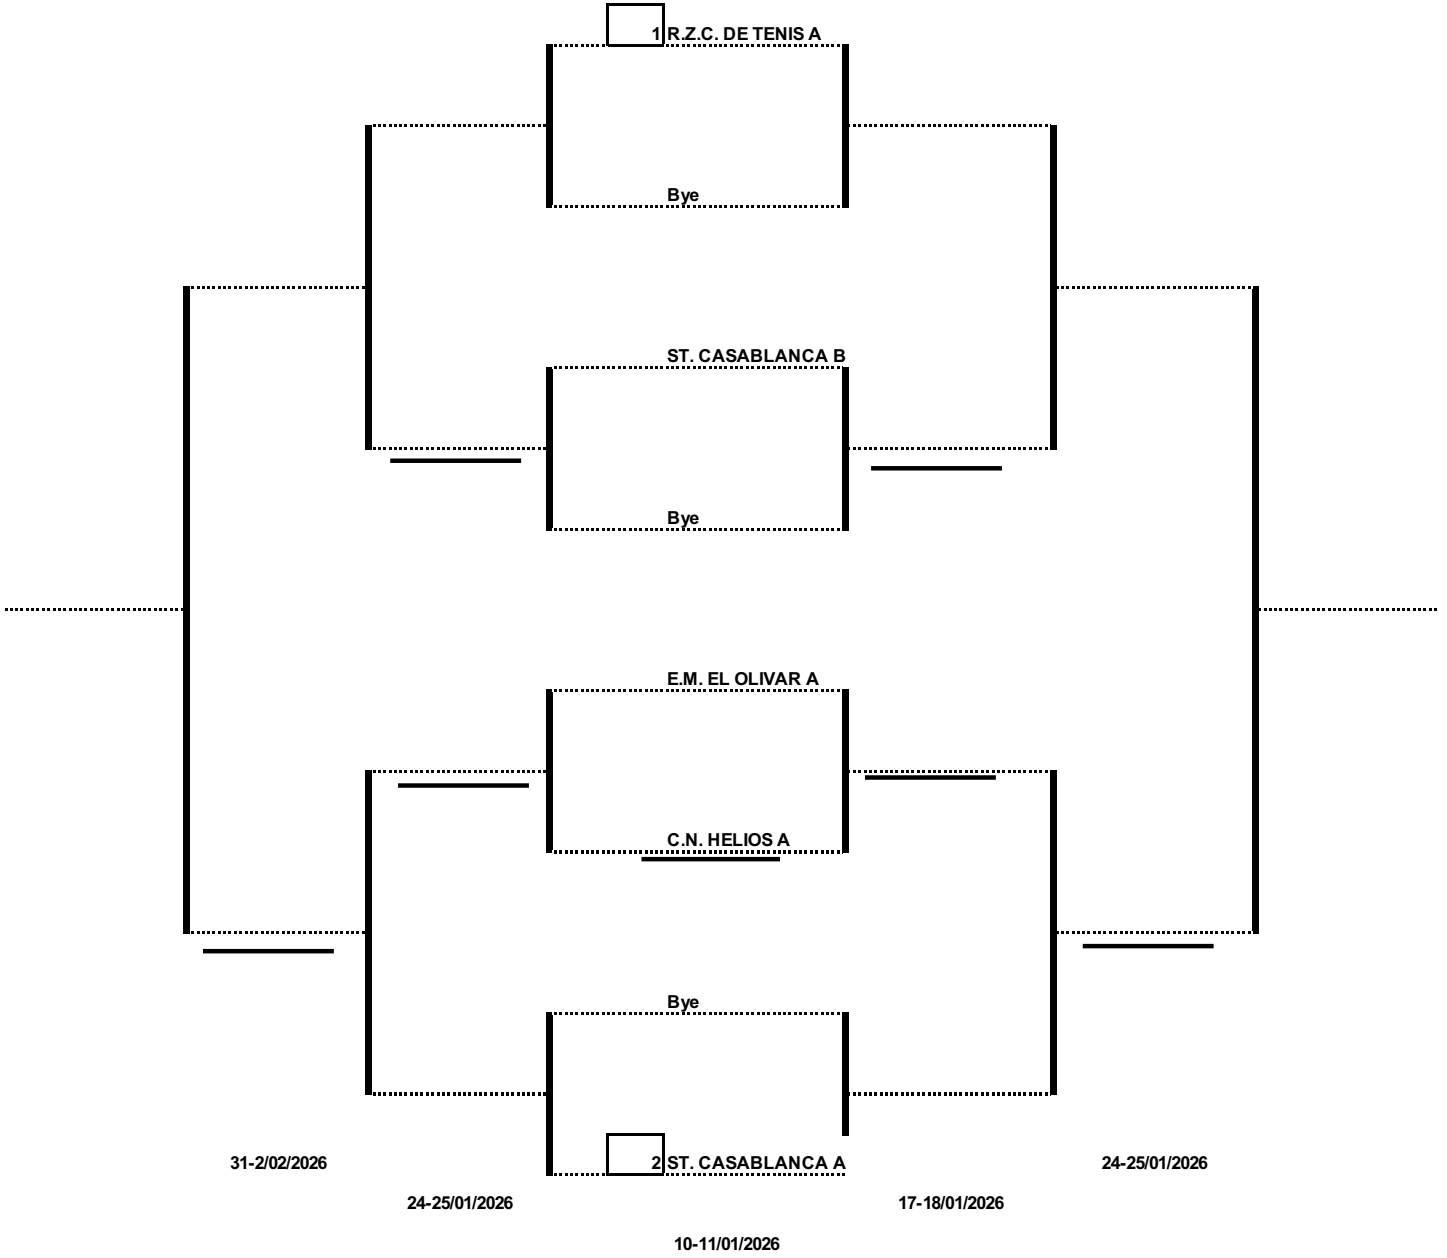 1 R.Z.C. DE TENIS A
Bye
ST. CASABLANCA B
Bye
E.M. EL OLIVAR A
C.N. HELIOS A
Bye
2 ST. CASABLANCA A
31-2/02/2026
24-25/01/2026
24-25/01/2026
17-18/01/2026
10-11/01/2026